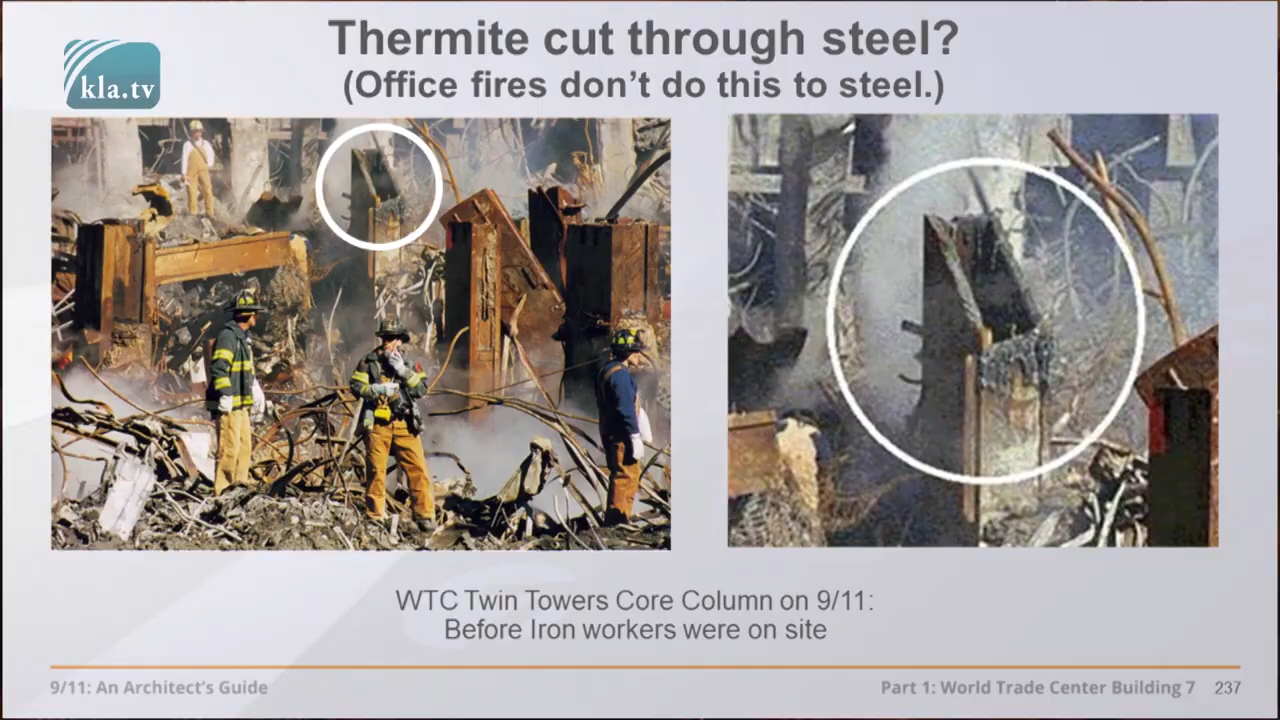 Thermite cut through steel?
(Office fires don't do this to steel.)
kla.tv
WTC Twin Towers Core Column on 9/11:
Before Iron workers were on site
9/11: An Architect's Guide
Part 1: World Trade Center Building 7 237